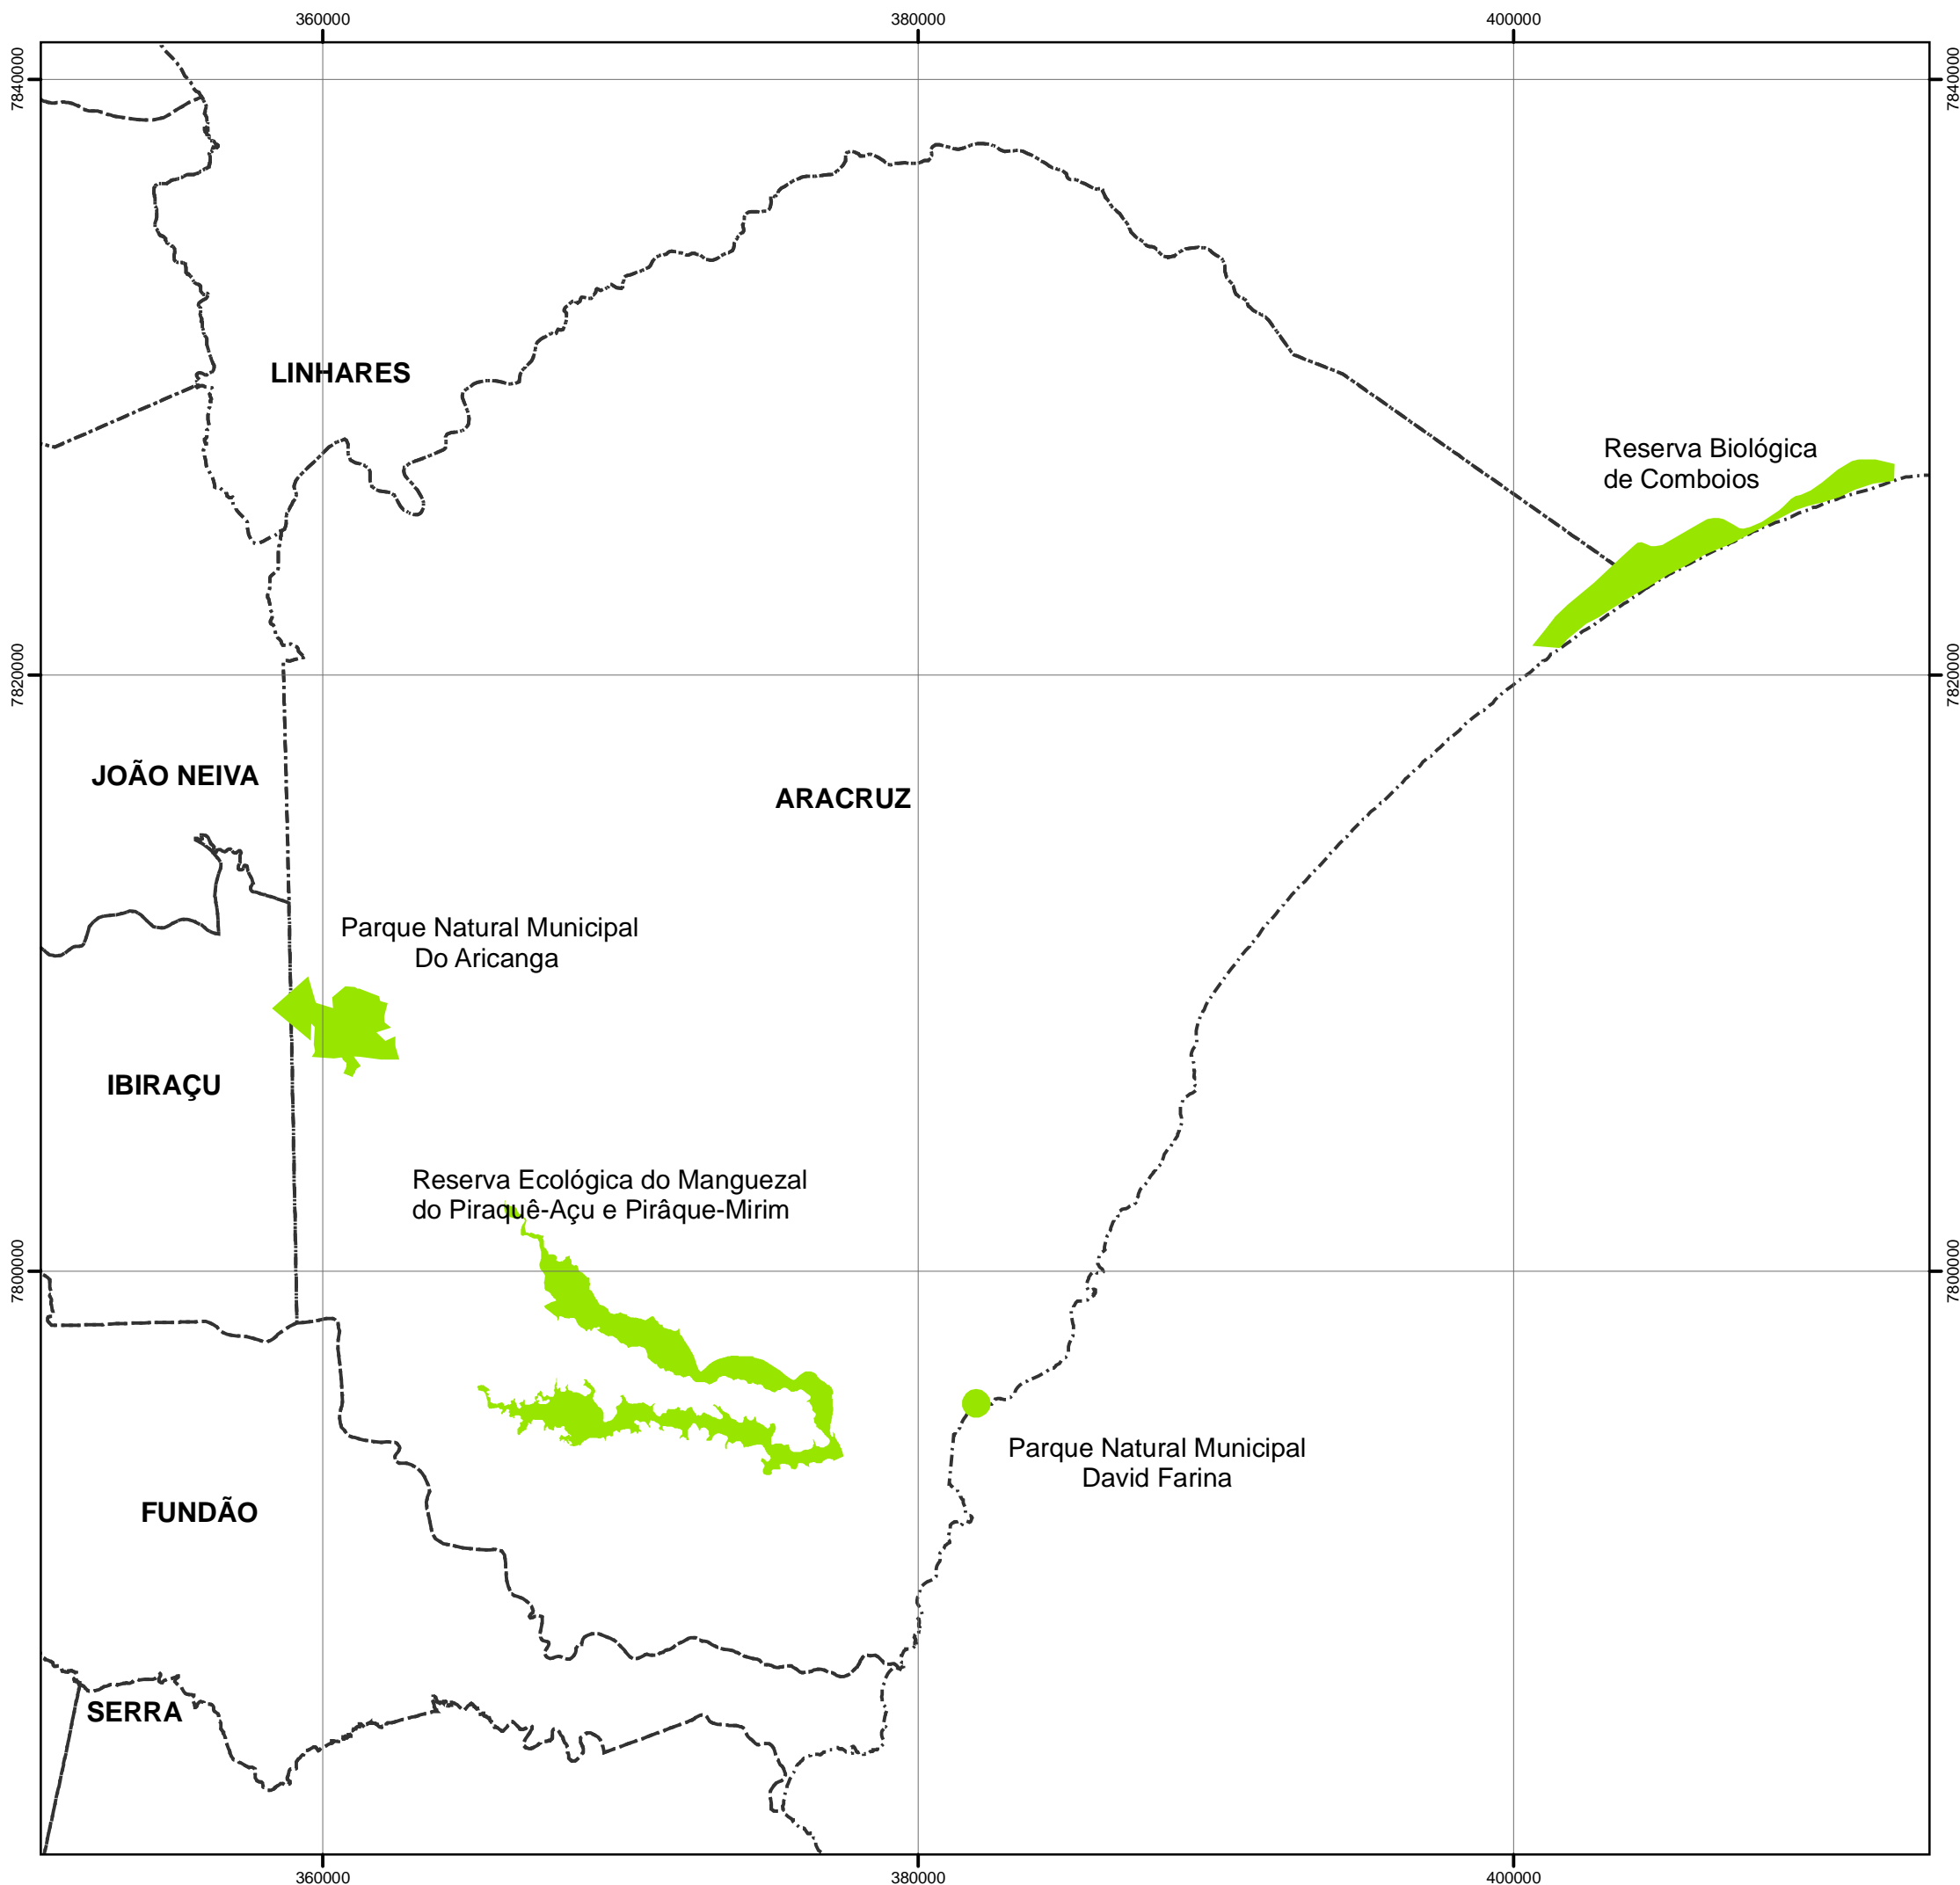 360000
380000
400000
7840000
7840000
LINHARES
Reserva Biológica
de Comboios
7820000
7820000
JOÃO NEIVA
ARACRUZ
Parque Natural Municipal
Do Aricanga
IBIRAÇU
Reserva Ecológica do Manguezal
do Piraquê-Açu e Pirâque-Mirim
7800000
7800000
Parque Natural Municipal
David Farina
FUNDÃO
SERRA
360000
380000
400000